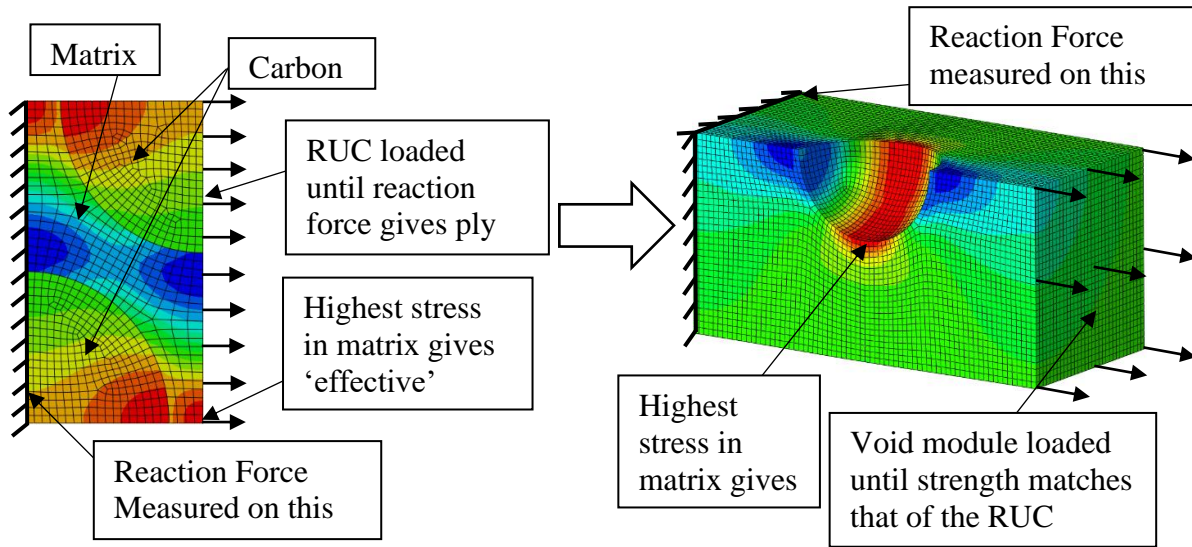 Matrix
Carbon
RUC loaded
until reaction
force gives ply
Highest stress
in matrix gives
‘effective’
Reaction Force
Measured on this
Reaction Force
measured on this
Highest
stress in
matrix gives
Void module loaded
until strength matches
that of the RUC